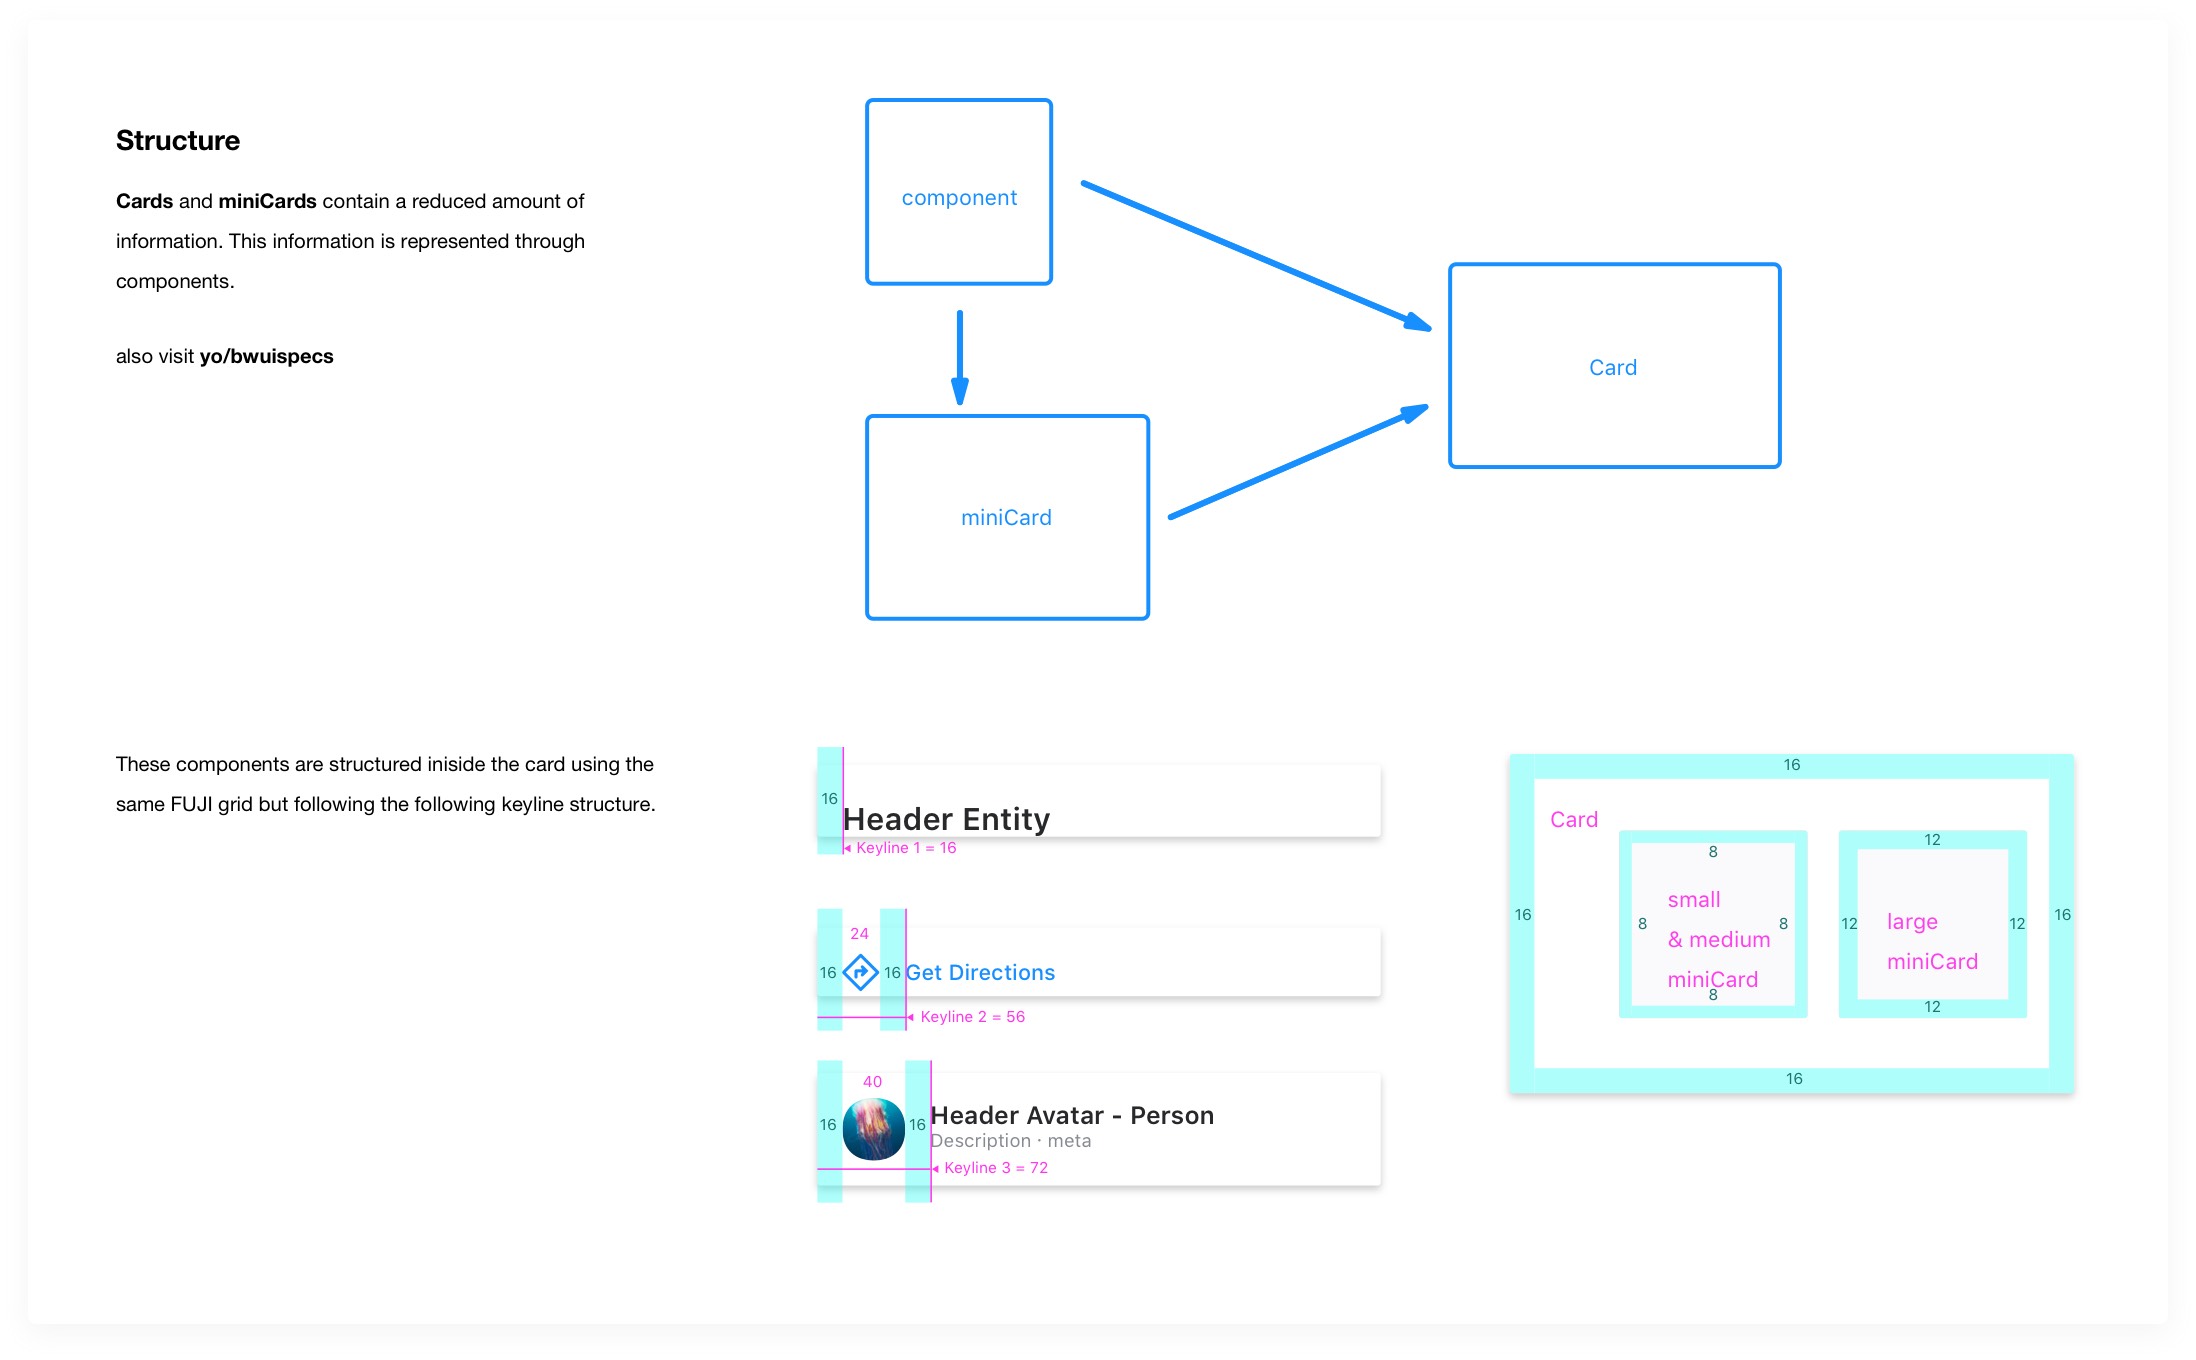 Structure
Cards and miniCards contain a reduced amount of
information. This information is represented through
components.
also visit yo/bwuispecs
component
Card
miniCard
These components are structured iniside the card using the
same FUJI grid but following the following keyline structure.
16
Header Entity
Keyline 1 = 16
24
16
16
Get Directions
Keyline 2 = 56
40
16
16
Header Avatar - Person
Description · meta
Keyline 3 = 72
16
Card
16
16
8
8
small
& medium
miniCard
8
8
12
12
large
miniCard
12
12
16